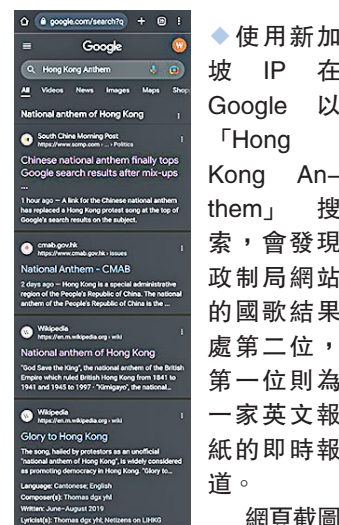 google.com/search?q
Google
W
Hong Kong Anthem
All Videos News Images Maps Shop
National anthem of Hong Kong
South China Morning Post
https://www.scmp.com › ... › Politics
Chinese national anthem finally tops
Google search results after mix-ups
...
1 hour ago — A link for the Chinese national anthem
has replaced a Hong Kong protest song at the top of
Google's search results on the subject.
cmab.gov.hk
https://www.cmab.gov.hk › issues
National Anthem - CMAB
2 days ago — Hong Kong is a special administrative
region of the People's Republic of China. The national
anthem of the People's Republic of China is the ...
Wikipedia
https://en.m.wikipedia.org › wiki
National anthem of Hong Kong
"God Save the King", the national anthem of the British
Empire which ruled British Hong Kong from 1841 to
1941 and 1945 to 1997 · "Kimigayo", the national...
Wikipedia
https://en.m.wikipedia.org › wiki
Glory to Hong Kong
The song, hailed by protestors as an unofficial
"national anthem of Hong Kong", is widely considered
as promoting democracy in Hong Kong. "Glory to...
Language: Cantonese; English
Composer(s): Thomas dgx yhl
Written: June–August 2019
Lyricist(s): Thomas dgx yhl; Netizens on LIHKG
◆使用新加
坡 IP 在
Google 以
「Hong
Kong An–
them」 搜
索，會發現
政制局網站
的國歌結果
處第二位，
第一位則為
一家英文報
紙的即時報
道。
網頁截圖